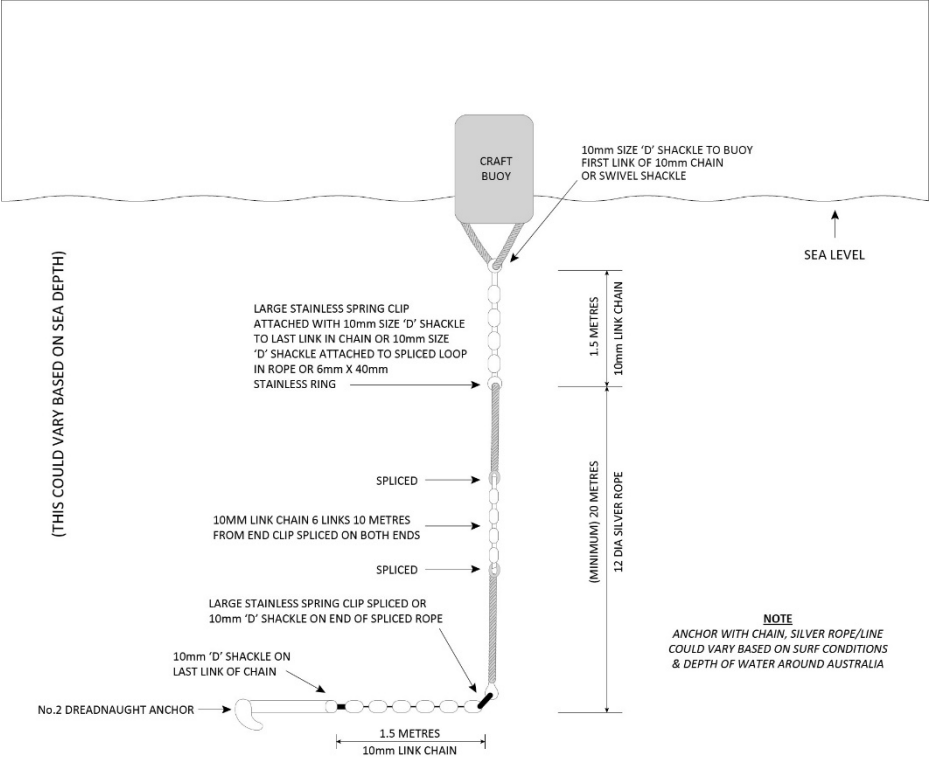 CRAFT
BUOY
10mm SIZE ‘D’ SHACKLE TO BUOY
FIRST LINK OF 10mm CHAIN
OR SWIVEL SHACKLE
SEA LEVEL
(THIS COULD VARY BASED ON SEA DEPTH)
LARGE STAINLESS SPRING CLIP
ATTACHED WITH 10mm SIZE ‘D’ SHACKLE
TO LAST LINK IN CHAIN OR 10mm SIZE
‘D’ SHACKLE ATTACHED TO SPLICED LOOP
IN ROPE OR 6mm X 40mm
STAINLESS RING
1.5 METRES
10mm LINK CHAIN
SPLICED
10MM LINK CHAIN 6 LINKS 10 METRES
FROM END CLIP SPLICED ON BOTH ENDS
SPLICED
(MINIMUM) 20 METRES
12 DIA SILVER ROPE
LARGE STAINLESS SPRING CLIP SPLICED OR
10mm ‘D’ SHACKLE ON END OF SPLICED ROPE
NOTE
ANCHOR WITH CHAIN, SILVER ROPE/LINE
COULD VARY BASED ON SURF CONDITIONS
& DEPTH OF WATER AROUND AUSTRALIA
10mm ‘D’ SHACKLE ON
LAST LINK OF CHAIN
No.2 DREADNAUGHT ANCHOR
1.5 METRES
10mm LINK CHAIN